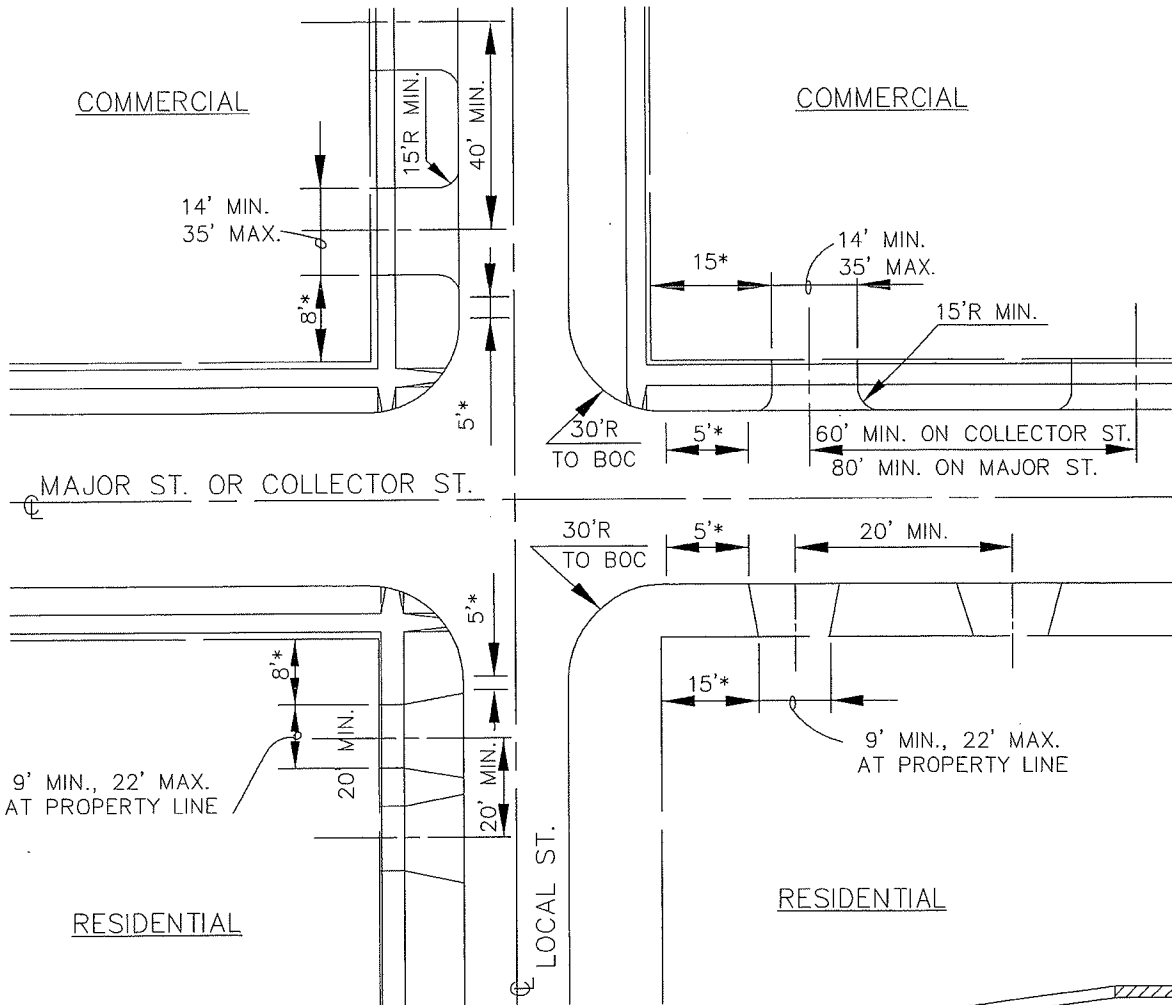 COMMERCIAL
15'R MIN.
40' MIN.
14' MIN.
35' MAX.
8'*
5'*
COMMERCIAL
15*
14' MIN.
35' MAX.
15'R MIN.
30'R
TO BOC
5'*
60' MIN. ON COLLECTOR ST.
80' MIN. ON MAJOR ST.
℄ MAJOR ST. OR COLLECTOR ST.
30'R
TO BOC
5'*
20' MIN.
5'*
8'*
20' MIN.
20' MIN.
9' MIN., 22' MAX.
AT PROPERTY LINE
RESIDENTIAL
15'*
9' MIN., 22' MAX.
AT PROPERTY LINE
RESIDENTIAL
℄ LOCAL ST.